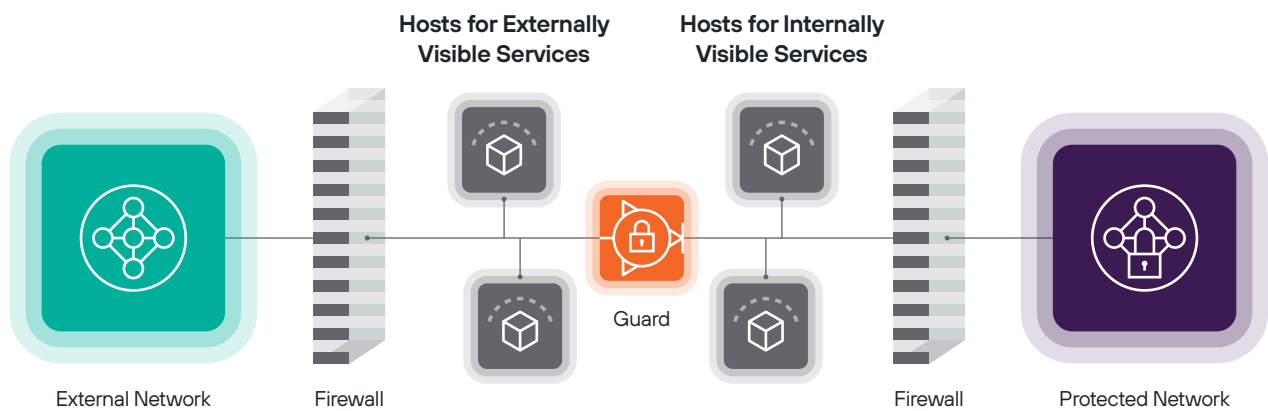 Hosts for Externally
Visible Services
Hosts for Internally
Visible Services
Guard
External Network
Firewall
Firewall
Protected Network